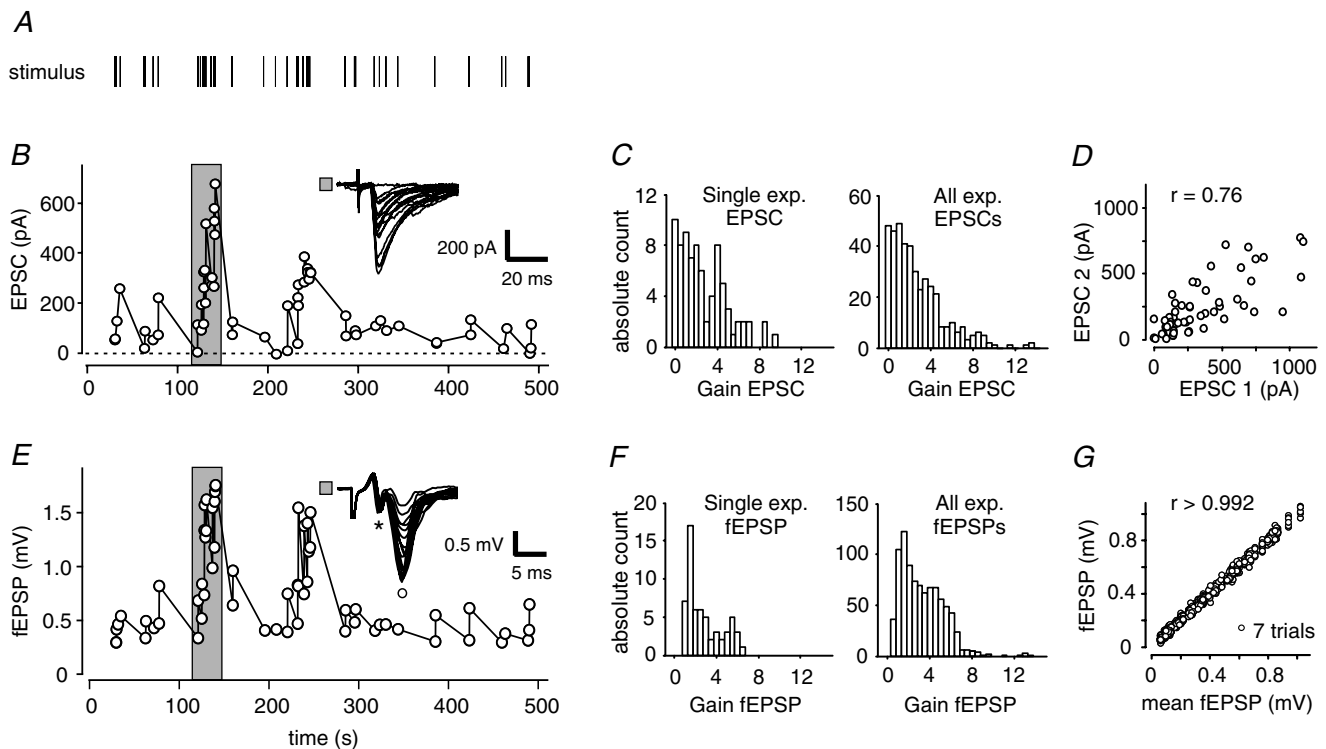 A
stimulus
B
EPSC (pA)
600
400
200
0
0 100 200 300 400 500
200 pA
20 ms
C
absolute count
12
8
4
0
Single exp.
EPSC
0 4 8 12
Gain EPSC
60
40
20
0
All exp.
EPSCs
0 4 8 12
Gain EPSC
D
r = 0.76
EPSC 2 (pA)
1000
500
0
0 500 1000
EPSC 1 (pA)
E
fEPSP (mV)
1.5
1.0
0.5
0
0 100 200 300 400 500
time (s)
*
0.5 mV
5 ms
F
absolute count
20
15
10
5
0
Single exp.
fEPSP
0 4 8 12
Gain fEPSP
150
100
50
0
All exp.
fEPSPs
0 4 8 12
Gain fEPSP
G
r > 0.992
fEPSP (mV)
0.8
0.4
0
7 trials
0 0.4 0.8
mean fEPSP (mV)